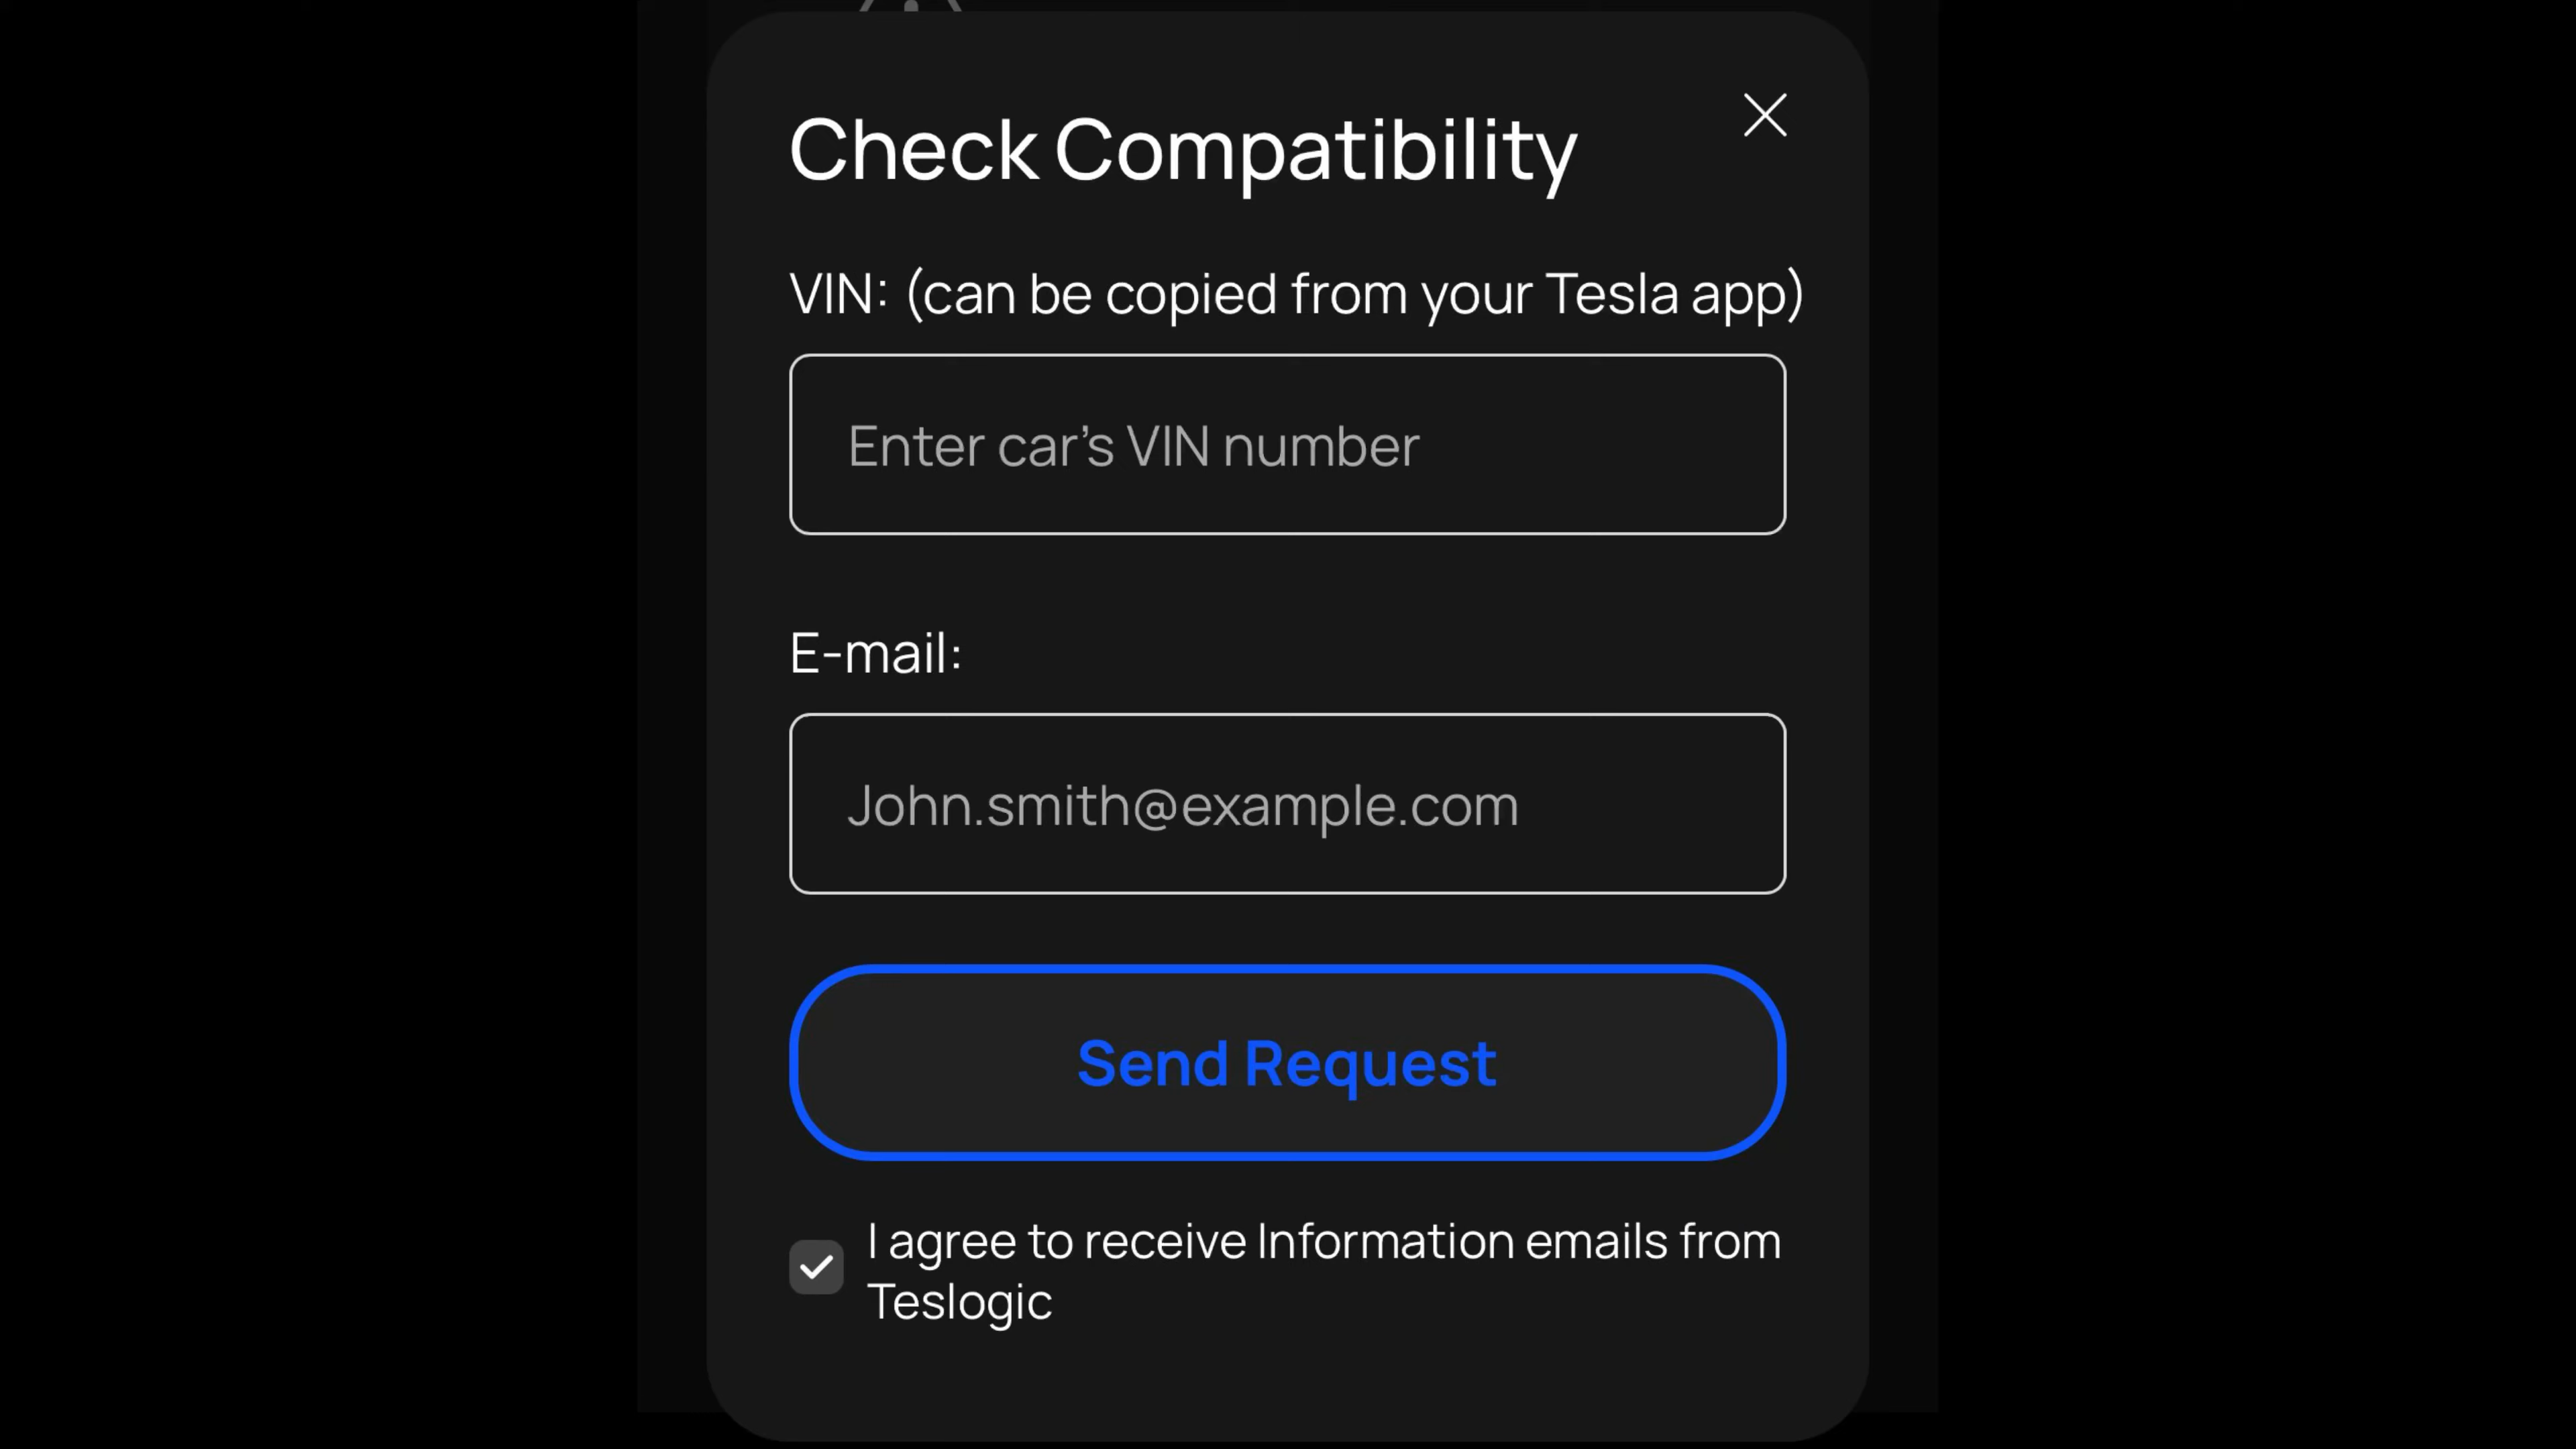 Check Compatibility
VIN: (can be copied from your Tesla app)
Enter car's VIN number
E-mail:
John.smith@example.com
Send Request
I agree to receive Information emails from
Teslogic